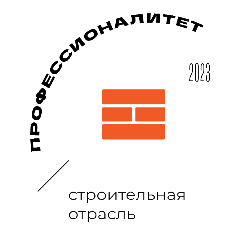 ПРОФЕССИОНАЛИТЕТ
2023
строительная
отрасль